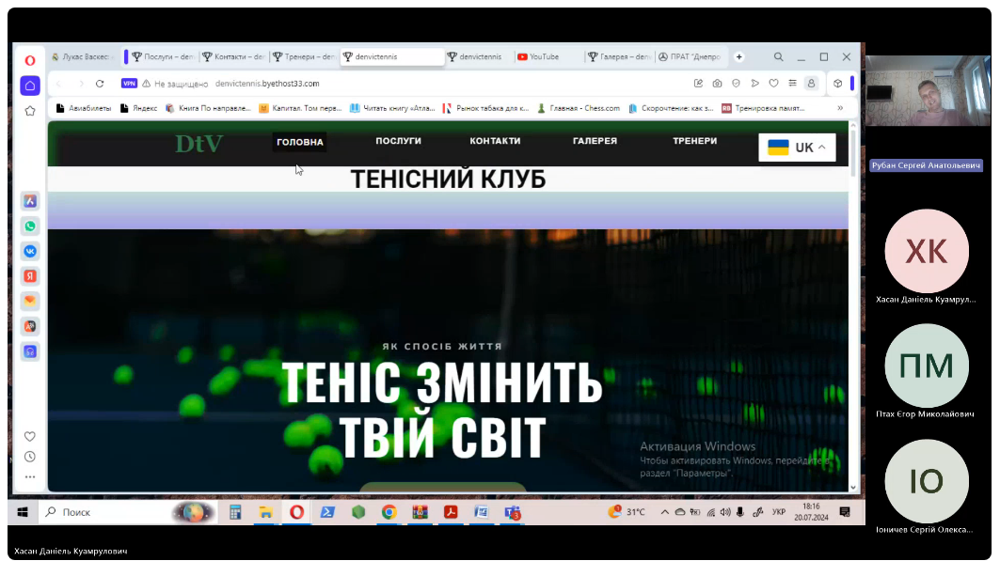 Лукас Васкес
Послуги – den
Контакти – den
Тренери – den
denvictennis
denvictennis
YouTube
Галерея – den
ПРАТ "Днепро
VPN
Не защищено
denvictennis.byethost33.com
Авиабилеты
Яндекс
Книга По направле...
Капитал. Том перв...
Читать книгу «Атла...
Рынок табака для к...
Главная - Chess.com
Скорочтение: как з...
Тренировка памят...
DtV
ГОЛОВНА
ПОСЛУГИ
КОНТАКТИ
ГАЛЕРЕЯ
ТРЕНЕРИ
UK
ТЕНІСНИЙ КЛУБ
ЯК СПОСІБ ЖИТТЯ
ТЕНІС ЗМІНИТЬ
ТВІЙ СВІТ
Активация Windows
Чтобы активировать Windows, перейдите в
раздел "Параметры".
Поиск
31°C
УКР
18:16
20.07.2024
Рубан Сергей Анатольевич
ХК
Хасан Даніель Куамрул...
ПМ
Птах Єгор Миколайович
ІО
Іоничев Сергій Олекса...
Хасан Даніель Куамрулович